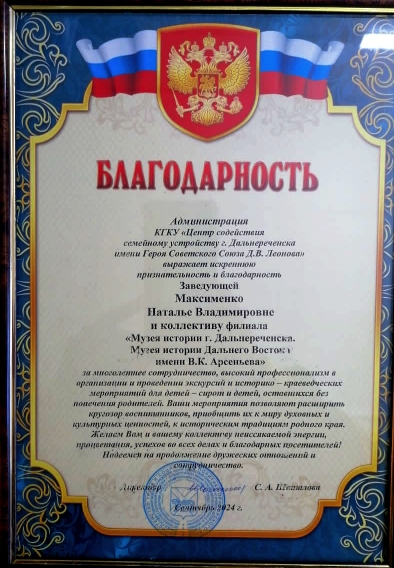 БЛАГОДАРНОСТЬ
Администрация
КГКУ «Центр содействия
семейному устройству г. Дальнереченска
имени Героя Советского Союза Д.В. Леонова»
выражает искреннюю
признательность и благодарность
Заведующей
Максименко
Наталье Владимировне
и коллективу филиала
«Музея истории г. Дальнереченска.
Музея истории Дальнего Востока
имени В.К. Арсеньева»
за многолетнее сотрудничество, высокий профессионализм в
организации и проведении экскурсий и историко – краеведческих
мероприятий для детей – сирот и детей, оставшихся без
попечения родителей. Ваши мероприятия позволяют расширить
кругозор воспитанников, приобщить их к миру духовных и
культурных ценностей, к историческим традициям родного края.
Желаем Вам и вашему коллективу неиссякаемой энергии,
процветания, успехов во всех делах и благодарных посетителей!
Надеемся на продолжение дружеских отношений и
сотрудничество.
Директор С. А.
Сентябрь 2024 г.